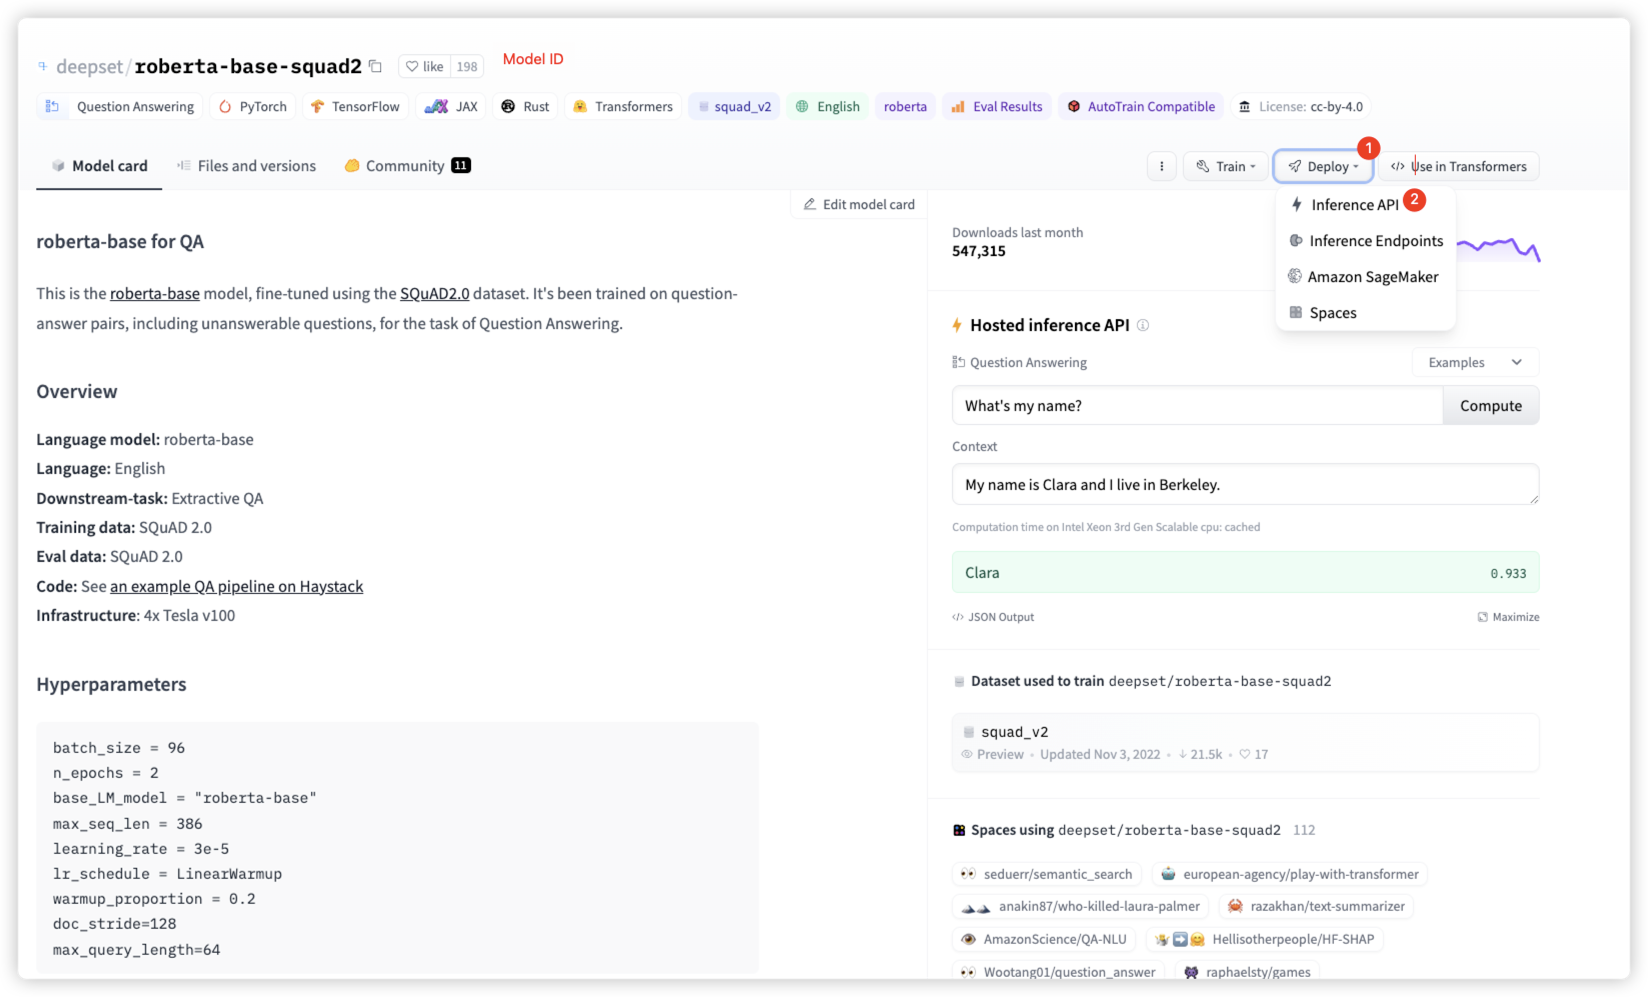 deepset/roberta-base-squad2 like 198 Model ID
Question Answering PyTorch TensorFlow JAX Rust Transformers squad_v2 English roberta Eval Results AutoTrain Compatible License: cc-by-4.0
Model card Files and versions Community 11 Train Deploy 1 Use in Transformers
Edit model card
Inference API 2
Inference Endpoints
Amazon SageMaker
Spaces
roberta-base for QA
This is the roberta-base model, fine-tuned using the SQuAD2.0 dataset. It's been trained on question-
answer pairs, including unanswerable questions, for the task of Question Answering.
Overview
Language model: roberta-base
Language: English
Downstream-task: Extractive QA
Training data: SQuAD 2.0
Eval data: SQuAD 2.0
Code: See an example QA pipeline on Haystack
Infrastructure: 4x Tesla v100
Hyperparameters
batch_size = 96
n_epochs = 2
base_LM_model = "roberta-base"
max_seq_len = 386
learning_rate = 3e-5
lr_schedule = LinearWarmup
warmup_proportion = 0.2
doc_stride=128
max_query_length=64
Downloads last month
547,315
Hosted inference API
Question Answering Examples
What's my name? Compute
Context
My name is Clara and I live in Berkeley.
Computation time on Intel Xeon 3rd Gen Scalable cpu: cached
Clara 0.933
</> JSON Output Maximize
Dataset used to train deepset/roberta-base-squad2
squad_v2
Preview • Updated Nov 3, 2022 • ↓ 21.5k • ♡ 17
Spaces using deepset/roberta-base-squad2 112
seduerr/semantic_search european-agency/play-with-transformer
anakin87/who-killed-laura-palmer razakhan/text-summarizer
AmazonScience/QA-NLU Hellisotherpeople/HF-SHAP
Wootang01/question_answer raphaelsty/games